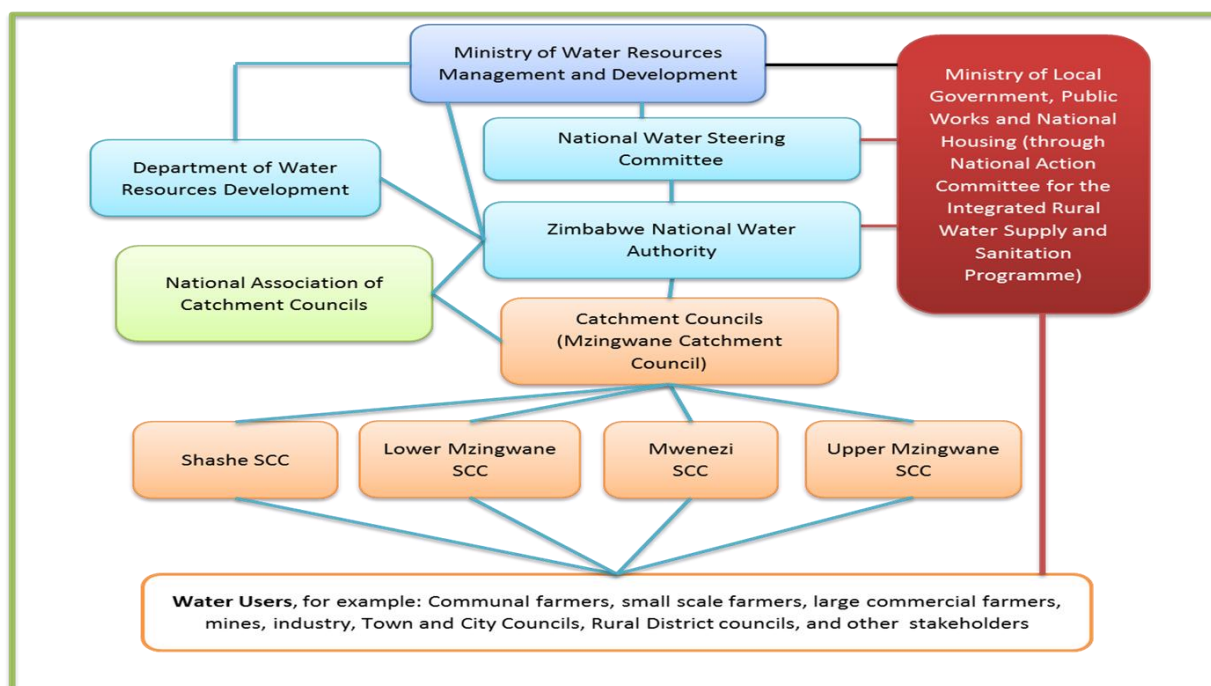 Ministry of Water Resources
Management and Development
Ministry of Local
Government, Public
Works and National
Housing (through
National Action
Committee for the
Integrated Rural
Water Supply and
Sanitation
Programme)
National Water Steering
Committee
Department of Water
Resources Development
Zimbabwe National Water
Authority
National Association of
Catchment Councils
Catchment Councils
(Mzingwane Catchment
Council)
Shashe SCC
Lower Mzingwane
SCC
Mwenezi
SCC
Upper Mzingwane
SCC
Water Users, for example: Communal farmers, small scale farmers, large commercial farmers,
mines, industry, Town and City Councils, Rural District councils, and other stakeholders